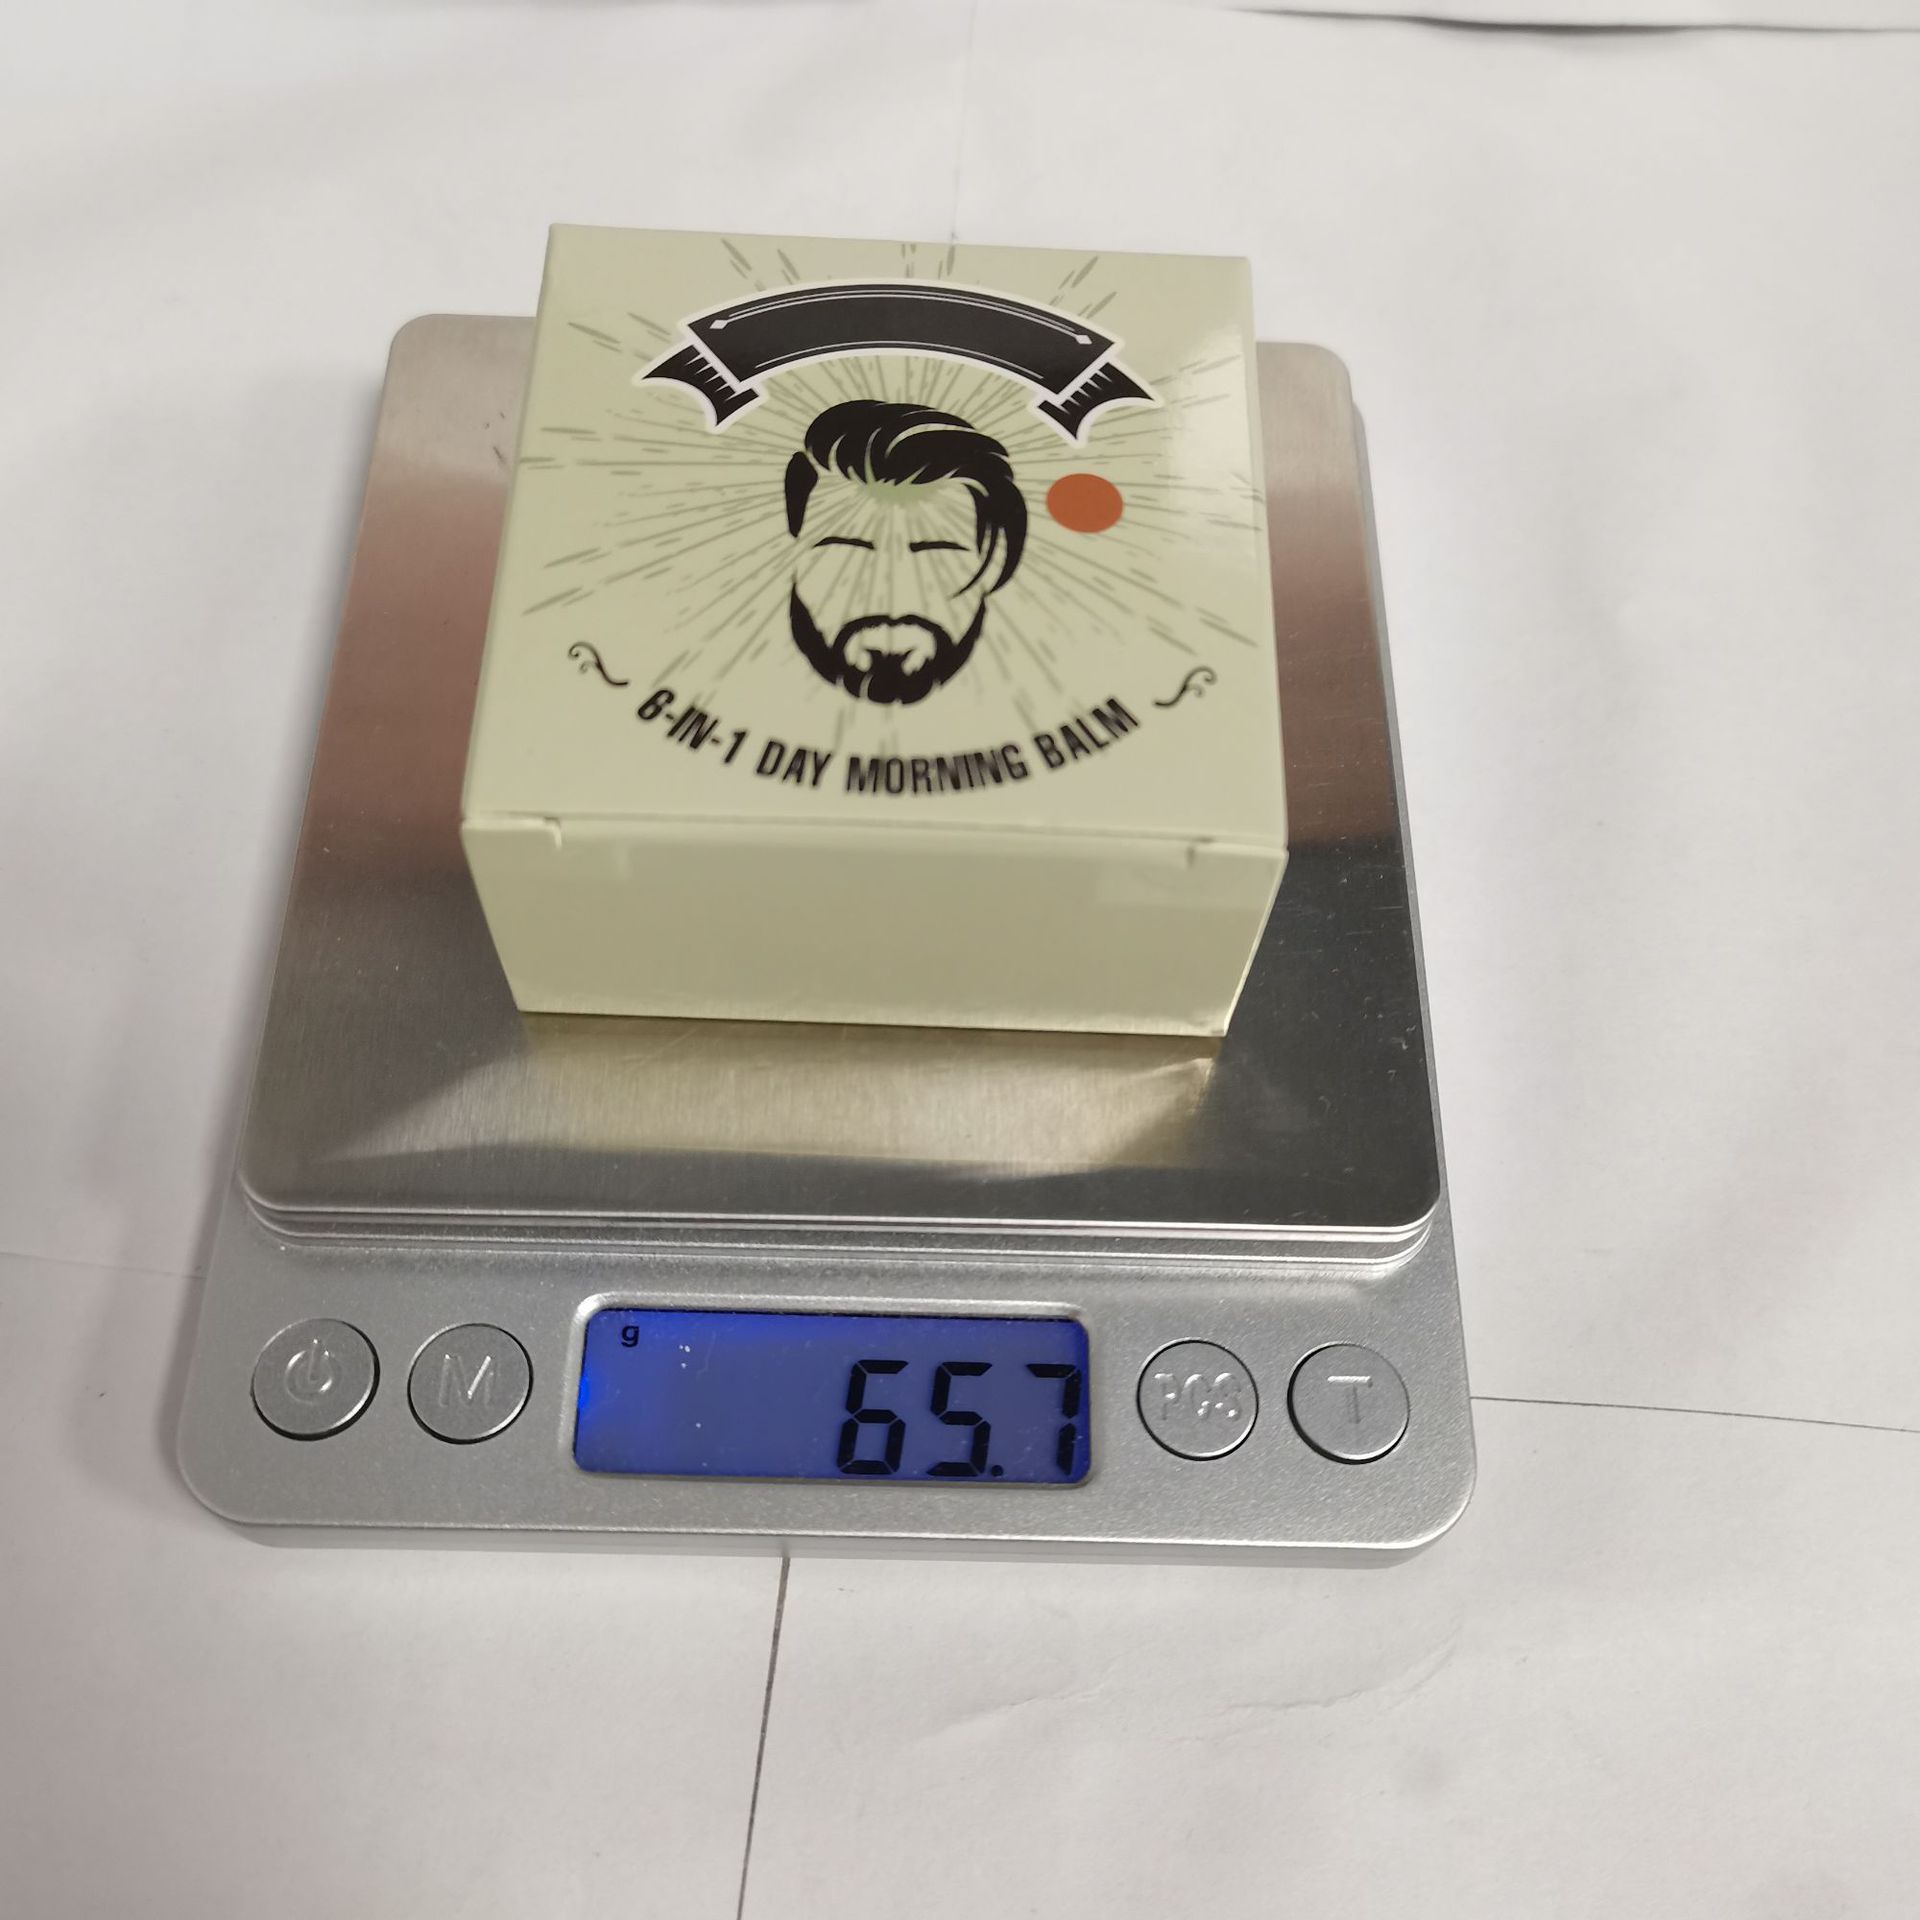 6-IN-1 DAY MORNING BALM
g
65.7
M
PCS
T